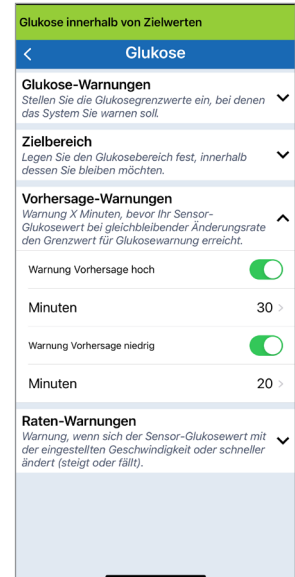 Glukose innerhalb von Zielwerten
Glukose
Glukose-Warnungen
Stellen Sie die Glukosegrenzwerte ein, bei denen
das System Sie warnen soll.
Zielbereich
Legen Sie den Glukosebereich fest, innerhalb
dessen Sie bleiben möchten.
Vorhersage-Warnungen
Warnung X Minuten, bevor Ihr Sensor-
Glukosewert bei gleichbleibender Änderungsrate
den Grenzwert für Glukosewarnung erreicht.
Warnung Vorhersage hoch
Minuten 30
Warnung Vorhersage niedrig
Minuten 20
Raten-Warnungen
Warnung, wenn sich der Sensor-Glukosewert mit
der eingestellten Geschwindigkeit oder schneller
ändert (steigt oder fällt).